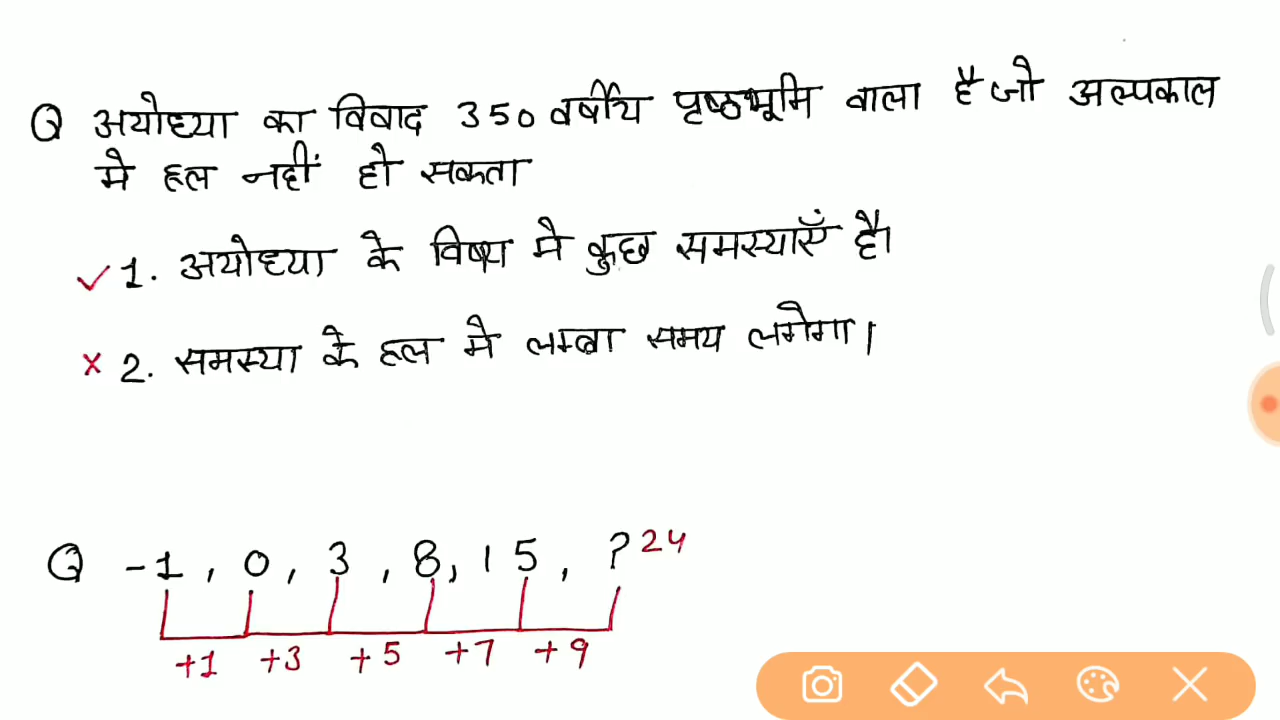 Q अयोध्या का विवाद 350 वर्षीय पृष्ठभूमि वाला है जो अल्पकाल
मे हल नहीं हो सकता
✓ 1. अयोध्या के विषय मे कुछ समस्याएँ है।
× 2. समस्या के हल मे लम्बा समय लगेगा।
Q -1, 0, 3, 8, 15, ? 24
+1 +3 +5 +7 +9